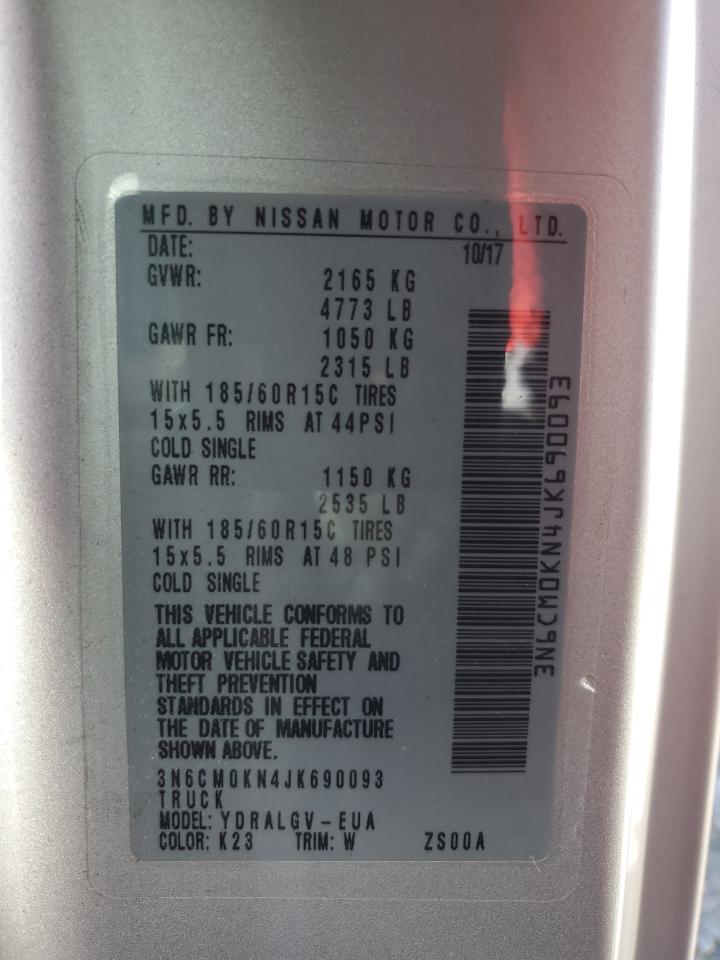 MFD. BY NISSAN MOTOR CO., LTD.
DATE: 10/17
GVWR: 2165 KG
4773 LB
GAWR FR: 1050 KG
2315 LB
WITH 185/60R15C TIRES
15x5.5 RIMS AT 44PSI
COLD SINGLE
GAWR RR: 1150 KG
2535 LB
WITH 185/60R15C TIRES
15x5.5 RIMS AT 48 PSI
COLD SINGLE
THIS VEHICLE CONFORMS TO
ALL APPLICABLE FEDERAL
MOTOR VEHICLE SAFETY AND
THEFT PREVENTION
STANDARDS IN EFFECT ON
THE DATE OF MANUFACTURE
SHOWN ABOVE.
3N6CM0KN4JK690093
TRUCK
MODEL: YDRALGV-EUA
COLOR: K23 TRIM: W ZS00A
3N6CM0KN4JK690093